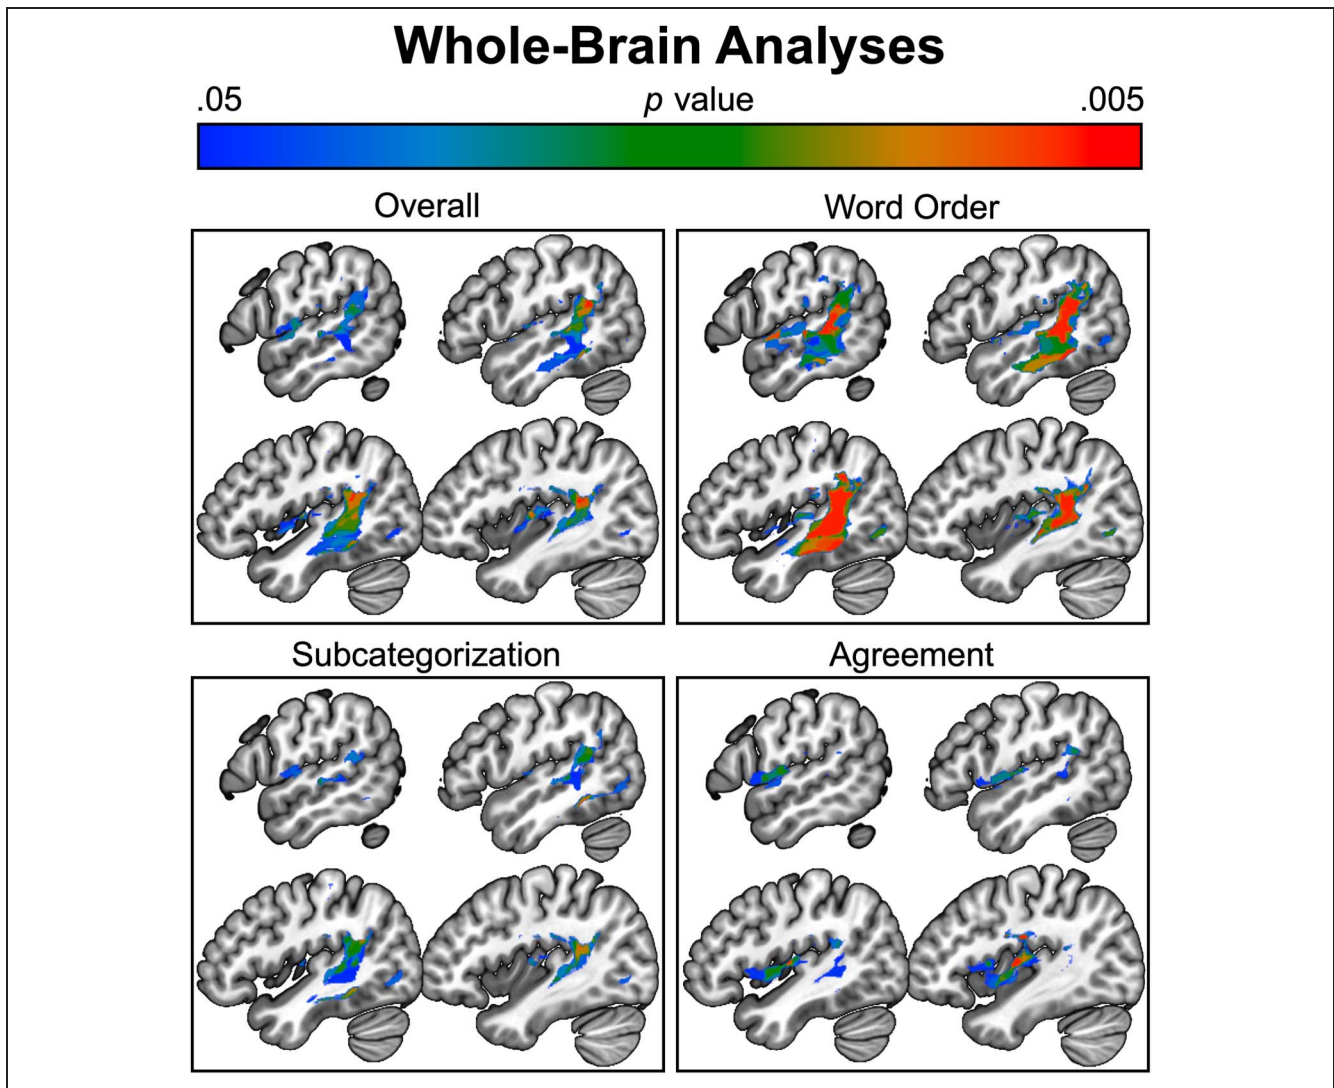 Whole-Brain Analyses
.05 p value .005
Overall Word Order
Subcategorization Agreement